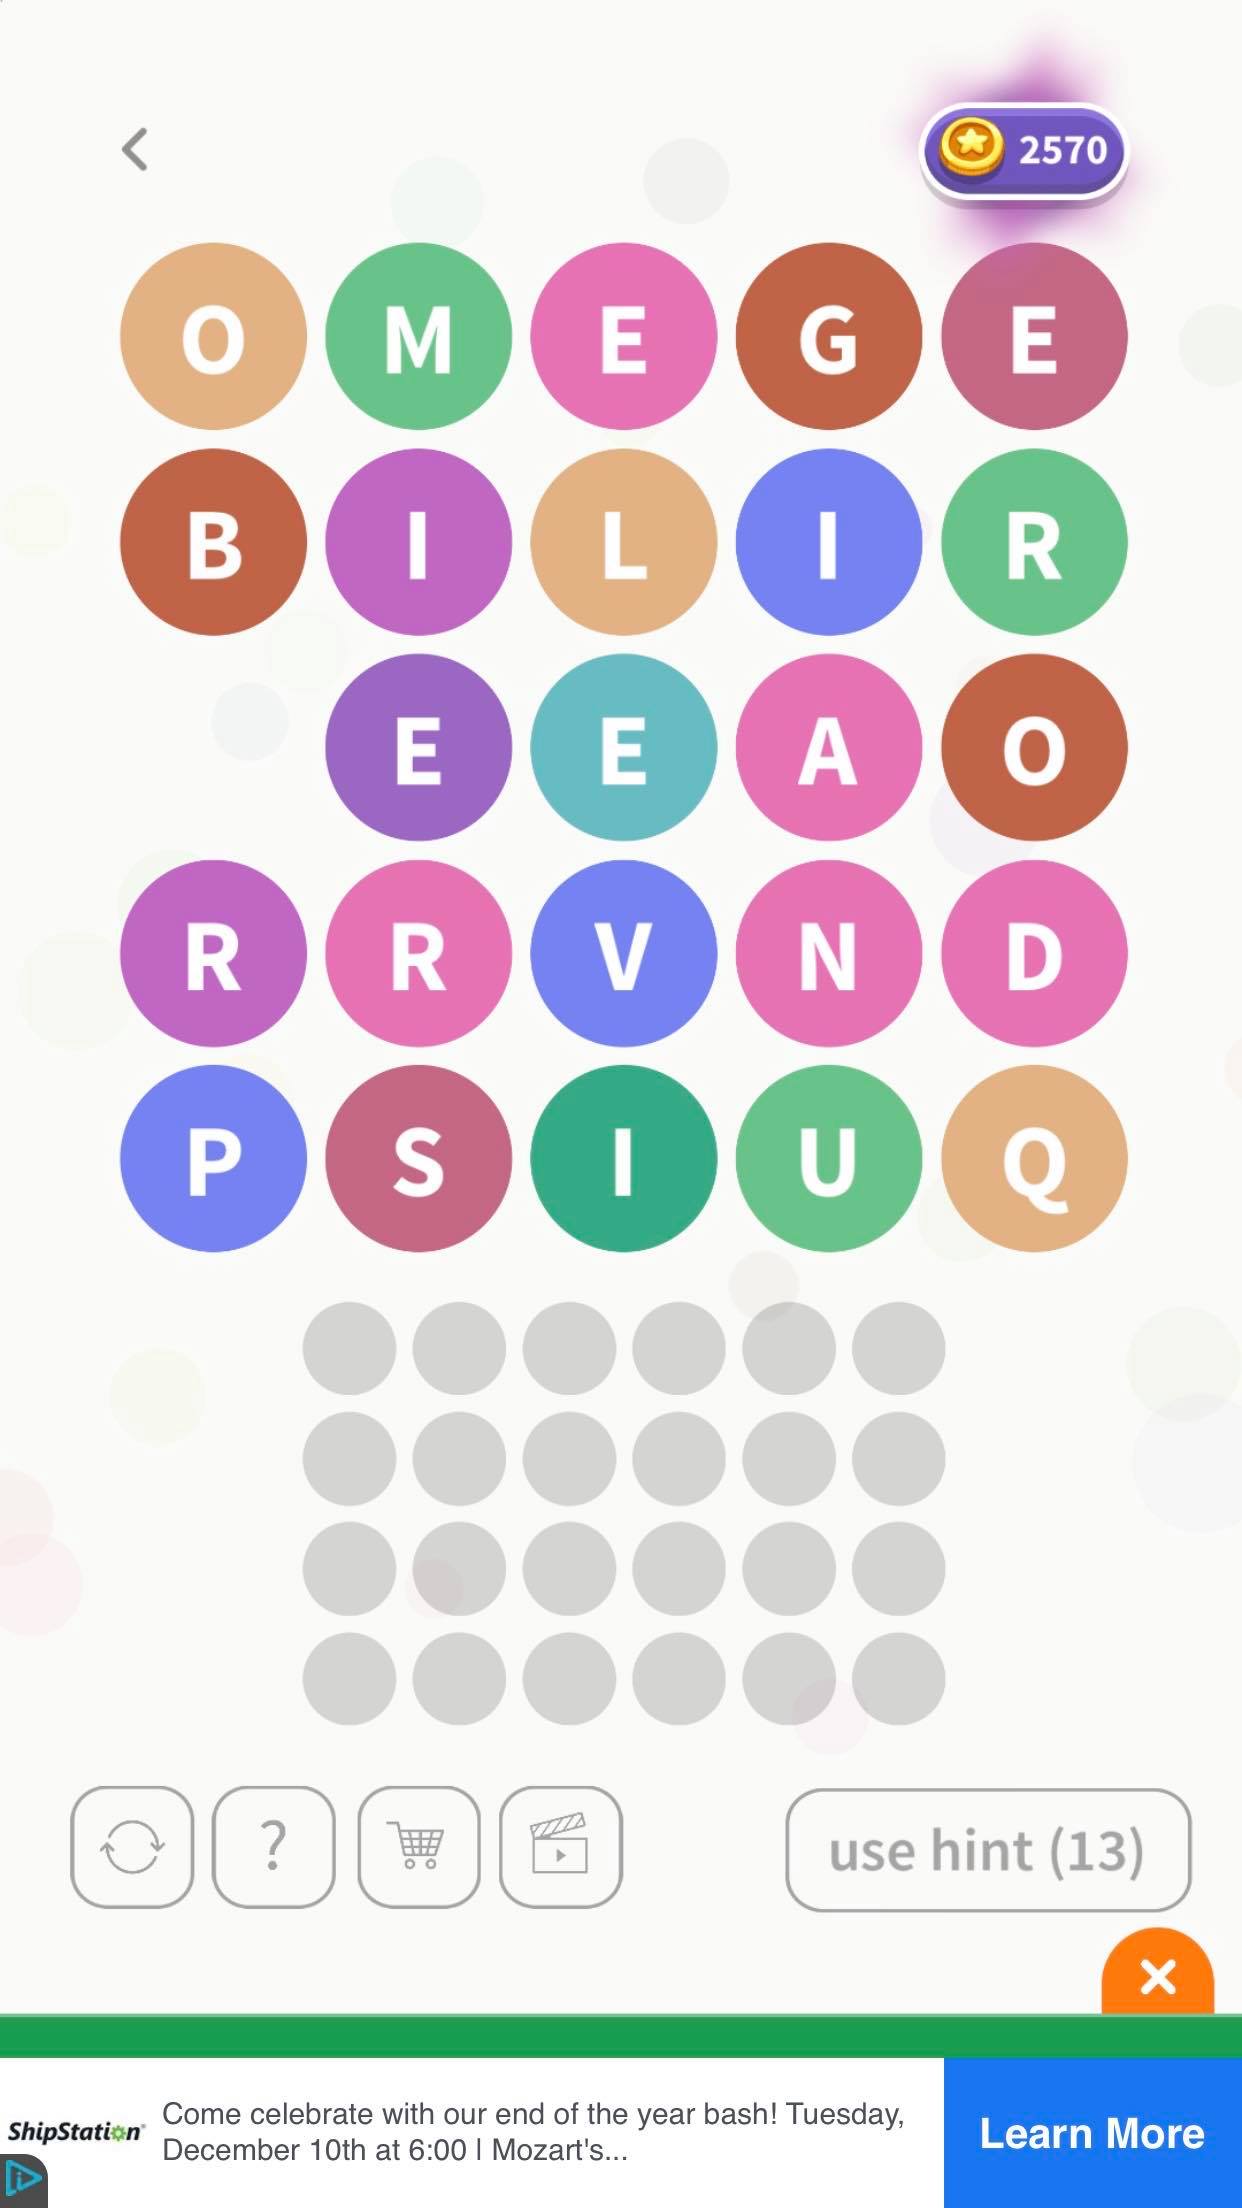 2570
O M E G E
B I L I R
E E A O
R R V N D
P S I U Q
?
use hint (13)
ShipStation
Come celebrate with our end of the year bash! Tuesday,
December 10th at 6:00 | Mozart's...
Learn More